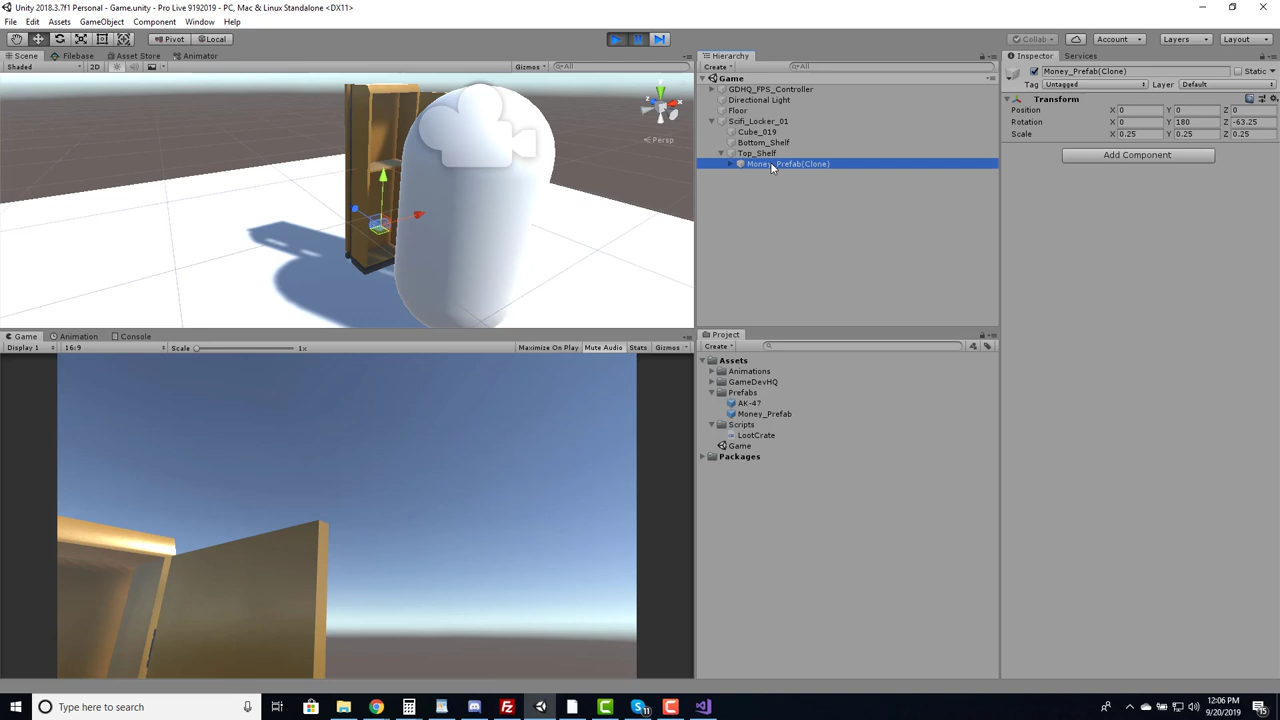 Unity 2018.3.7f1 Personal - Game.unity - Pro Live 9192019 - PC, Mac & Linux Standalone <DX11>
File Edit Assets GameObject Component Window Help
Pivot Local Collab Account Layers Layout
Scene Filebase Asset Store Animator
Shaded 2D Gizmos All
Persp
Hierarchy
Create All
Game
GDHQ_FPS_Controller
Directional Light
Floor
Scifi_Locker_01
Cube_019
Bottom_Shelf
Top_Shelf
Money_Prefab(Clone)
Inspector Services
Money_Prefab(Clone) Static
Tag Untagged Layer Default
Transform
Position X 0 Y 0 Z 0
Rotation X 0 Y 180 Z -63.25
Scale X 0.25 Y 0.25 Z 0.25
Add Component
Game Animation Console
Display 1 16:9 Scale 1x Maximize On Play Mute Audio Stats Gizmos
Project
Create
Assets
Animations
GameDevHQ
Prefabs
AK-47
Money_Prefab
Scripts
LootCrate
Game
Packages
Type here to search
11
12:06 PM
9/20/2019
15